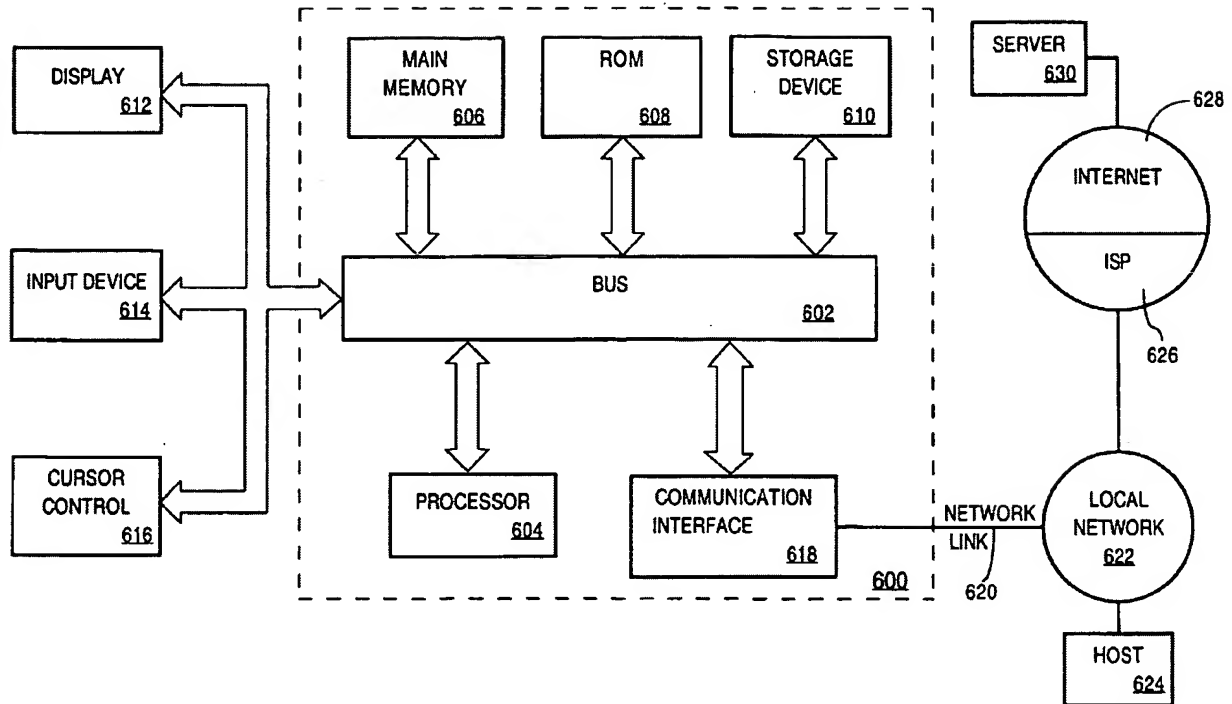 DISPLAY
612
INPUT DEVICE
614
CURSOR
CONTROL
616
MAIN
MEMORY
606
ROM
608
STORAGE
DEVICE
610
BUS
602
PROCESSOR
604
COMMUNICATION
INTERFACE
618
600
NETWORK
LINK
620
SERVER
630
628
INTERNET
ISP
626
LOCAL
NETWORK
622
HOST
624